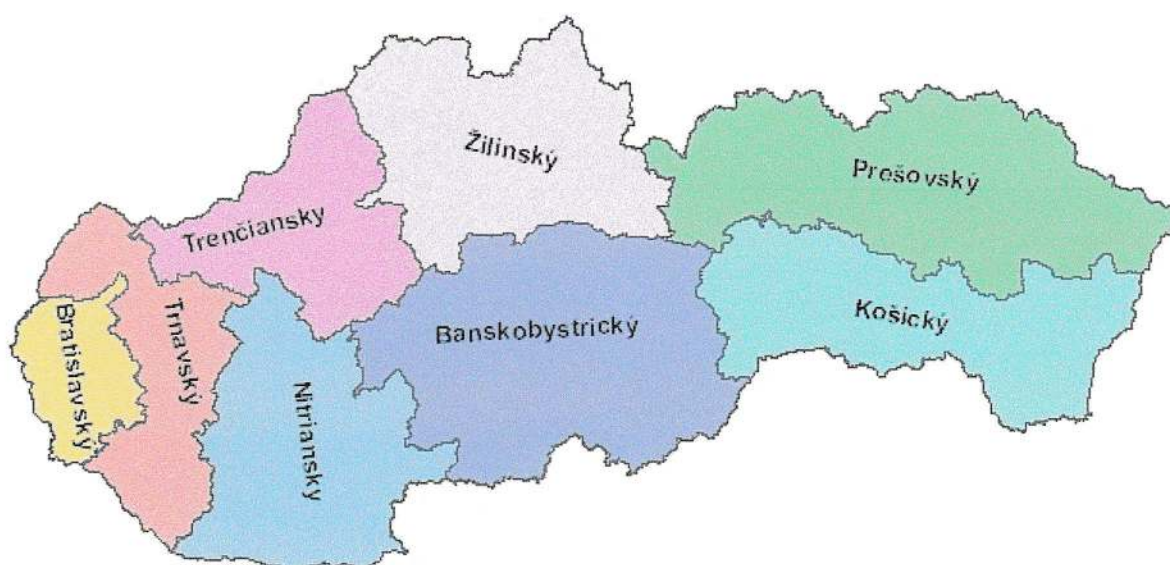 Žilinský
Prešovský
Trenčiansky
Košický
Banskobystrický
Bratislavský
Trnavský
Nitriansky